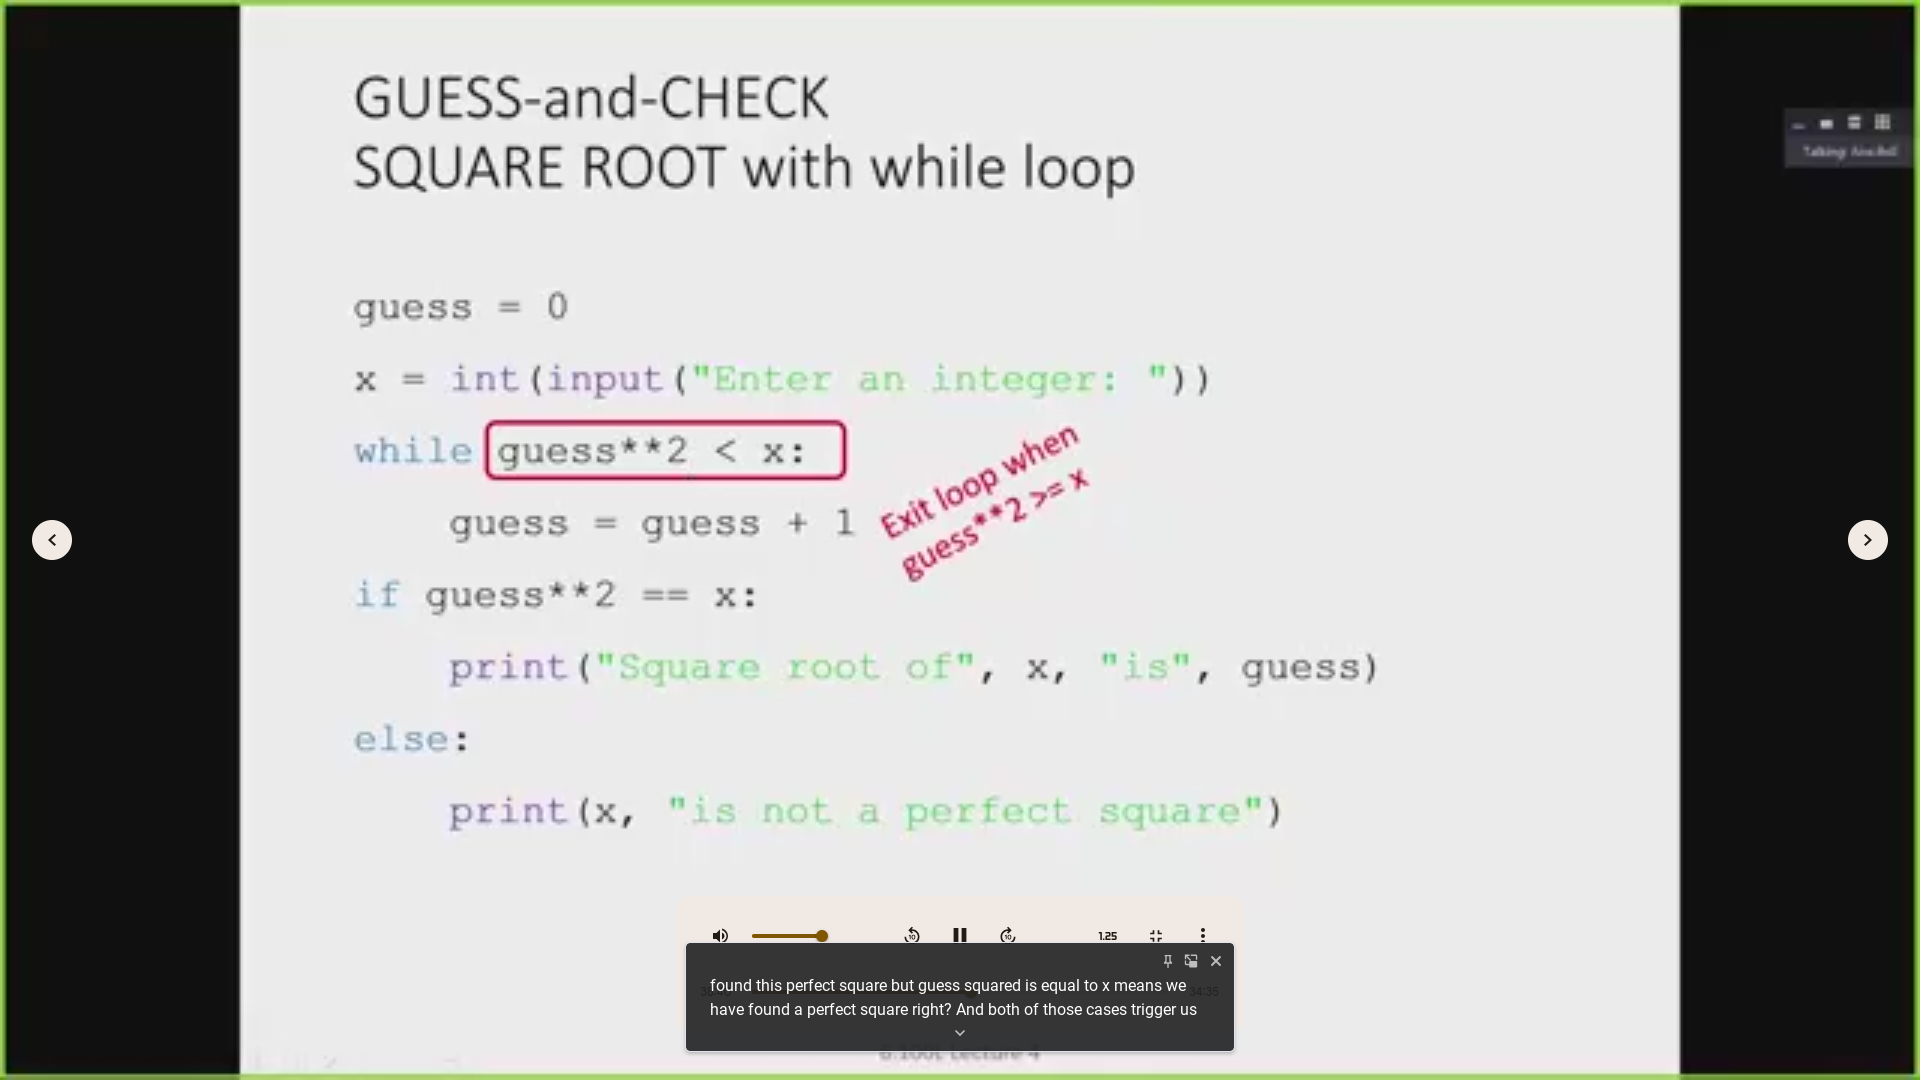 GUESS-and-CHECK
SQUARE ROOT with while loop
guess = 0
x = int(input("Enter an integer: "))
while guess**2 < x:
guess = guess + 1
Exit loop when
guess**2 >= x
if guess**2 == x:
print("Square root of", x, "is", guess)
else:
print(x, "is not a perfect square")
1.25
found this perfect square but guess squared is equal to x means we
have found a perfect square right? And both of those cases trigger us
6.100L Lecture 4